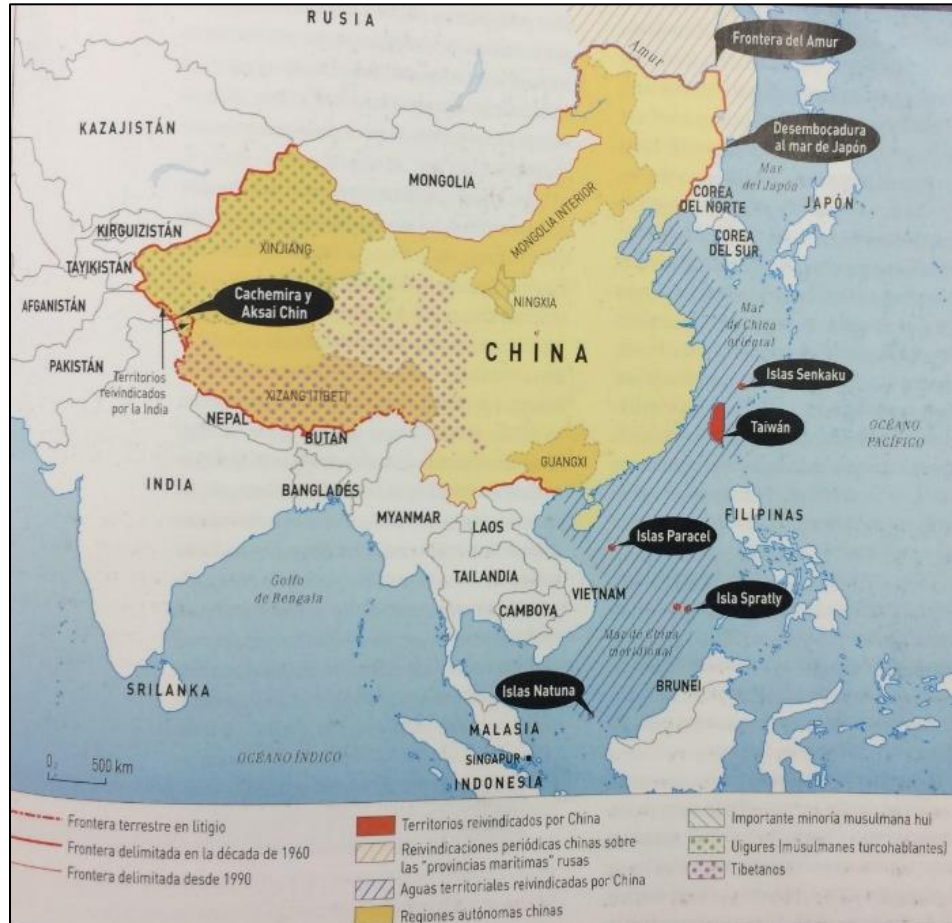 RUSIA
Amur
Frontera del Amur
KAZAJISTÁN
MONGOLIA
Desembocadura
al mar de Japón
Mar
del Japón
COREA
DEL NORTE
JAPÓN
COREA
DEL SUR
MONGOLIA INTERIOR
KIRGUIZISTÁN
XINJIANG
TAYIKISTÁN
AFGANISTÁN
Cachemira y
Aksai Chin
NINGXIA
CHINA
Mar
de China
oriental
PAKISTÁN
Territorios
reivindicados
por la India
XIZANG (TÍBET)
Islas Senkaku
NEPAL
BUTÁN
Taiwán
OCÉANO
PACÍFICO
GUANGXI
INDIA
BANGLADÉS
MYANMAR
LAOS
FILIPINAS
Islas Paracel
TAILANDIA
Golfo
de Bengala
VIETNAM
CAMBOYA
Isla Spratly
Mar de China
meridional
SRI LANKA
Islas Natuna
BRUNEI
MALASIA
OCÉANO ÍNDICO
SINGAPUR
INDONESIA
0 500 km
Frontera terrestre en litigio
Frontera delimitada en la década de 1960
Frontera delimitada desde 1990
Territorios reivindicados por China
Reivindicaciones periódicas chinas sobre
las "provincias marítimas" rusas
Aguas territoriales reivindicadas por China
Regiones autónomas chinas
Importante minoría musulmana hui
Uigures (musulmanes turcohablantes)
Tibetanos